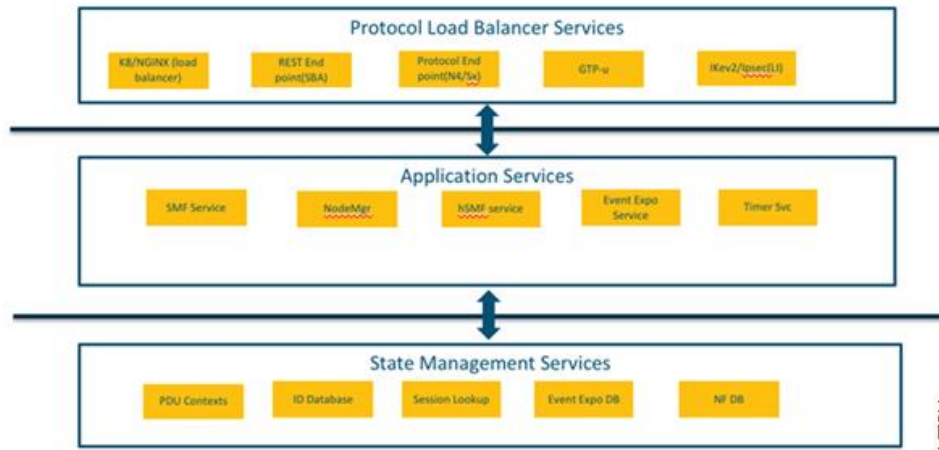 Protocol Load Balancer Services
K8/NGINX (load
balancer)
REST End
point(SBA)
Protocol End
point(N4/Sx)
GTP-u
IKev2/Ipsec(LI)
Application Services
SMF Service
NodeMgr
hSMF service
Event Expo
Service
Timer Svc
State Management Services
PDU Contexts
ID Database
Session Lookup
Event Expo DB
NF DB